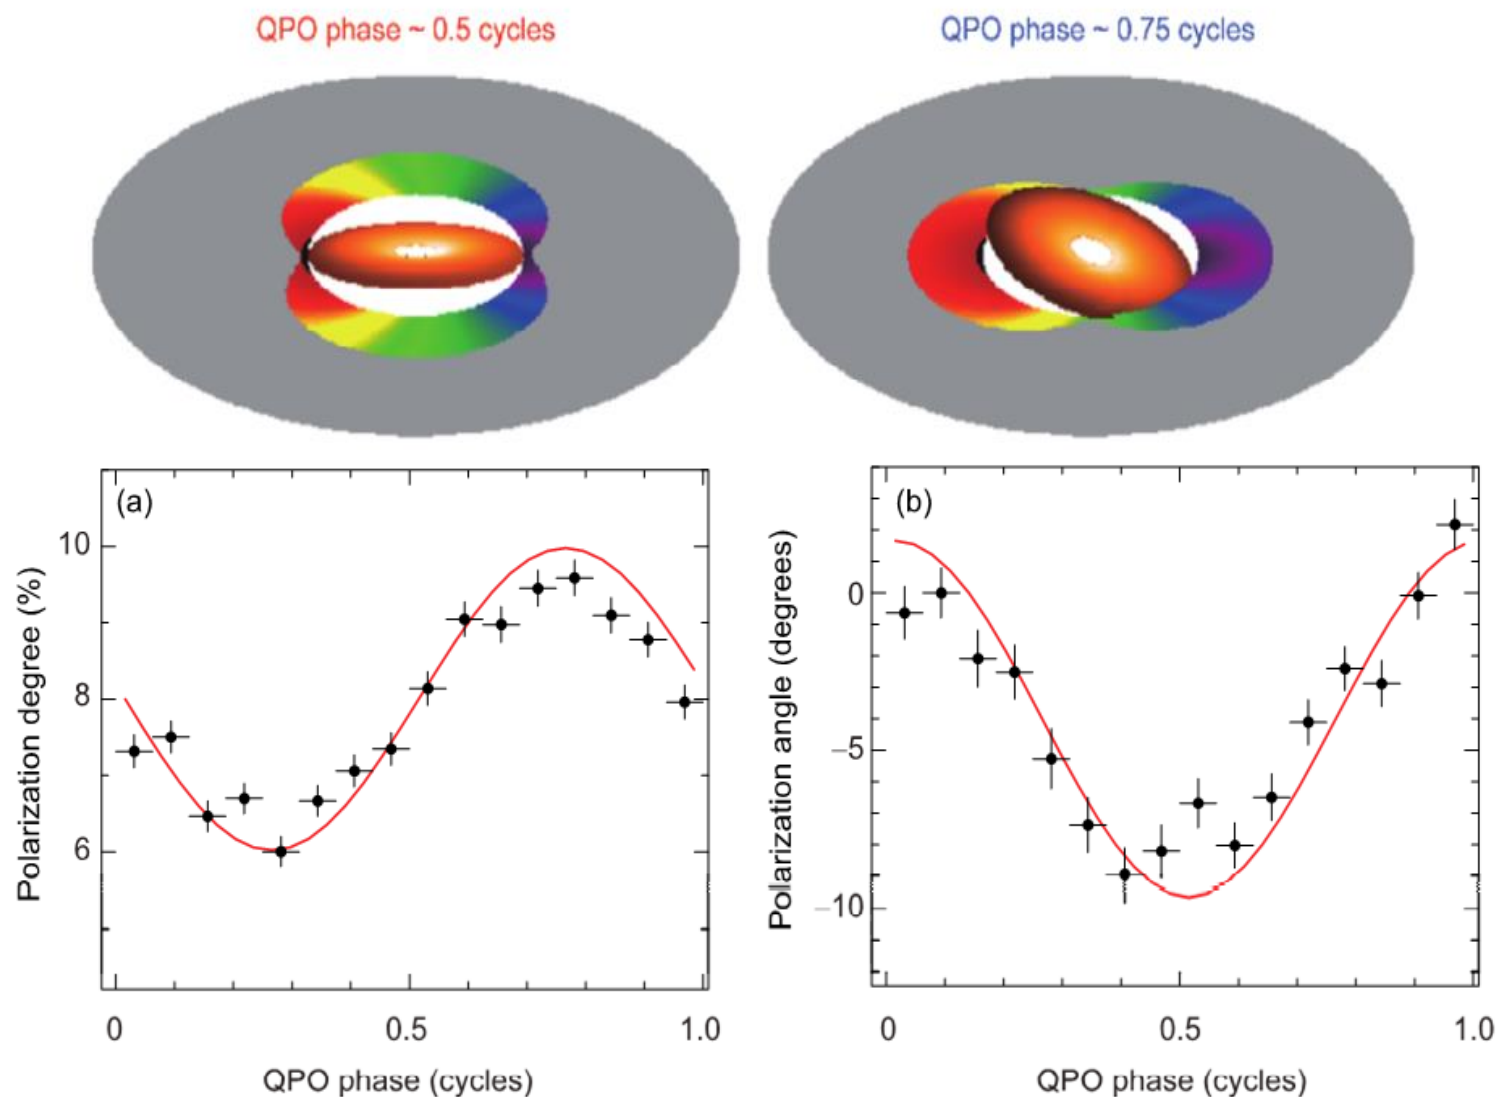 QPO phase ~ 0.5 cycles
QPO phase ~ 0.75 cycles
(a)
Polarization degree (%)
10
8
6
0
0.5
1.0
QPO phase (cycles)
(b)
Polarization angle (degrees)
0
−5
−10
0
0.5
1.0
QPO phase (cycles)